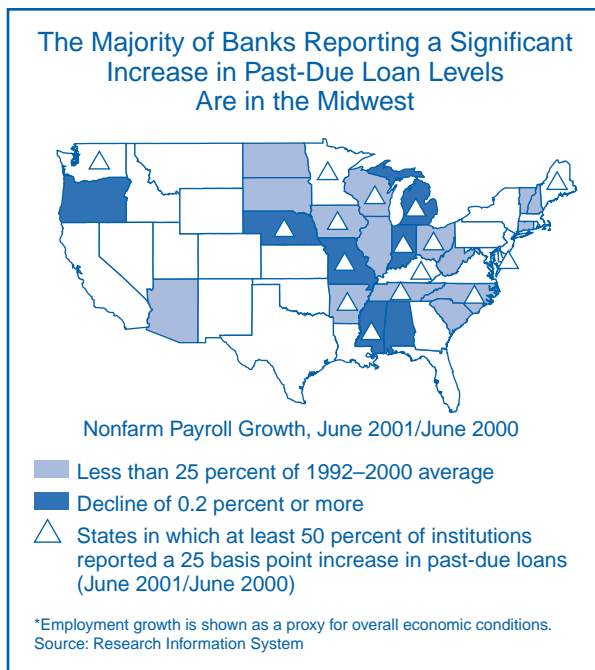 The Majority of Banks Reporting a Significant
Increase in Past-Due Loan Levels
Are in the Midwest
Nonfarm Payroll Growth, June 2001/June 2000
Less than 25 percent of 1992–2000 average
Decline of 0.2 percent or more
States in which at least 50 percent of institutions
reported a 25 basis point increase in past-due loans
(June 2001/June 2000)
*Employment growth is shown as a proxy for overall economic conditions.
Source: Research Information System